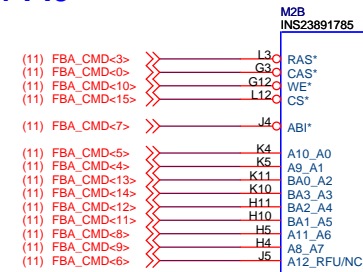 M2B
INS23891785
(11) FBA_CMD<3> L3 RAS*
(11) FBA_CMD<0> G3 CAS*
(11) FBA_CMD<10> G12 WE*
(11) FBA_CMD<15> L12 CS*
(11) FBA_CMD<7> J4 ABI*
(11) FBA_CMD<5> K4 A10_A0
(11) FBA_CMD<4> K5 A9_A1
(11) FBA_CMD<13> K11 BA0_A2
(11) FBA_CMD<14> K10 BA3_A3
(11) FBA_CMD<12> H11 BA2_A4
(11) FBA_CMD<11> H10 BA1_A5
(11) FBA_CMD<8> H5 A11_A6
(11) FBA_CMD<9> H4 A8_A7
(11) FBA_CMD<6> J5 A12_RFU/NC